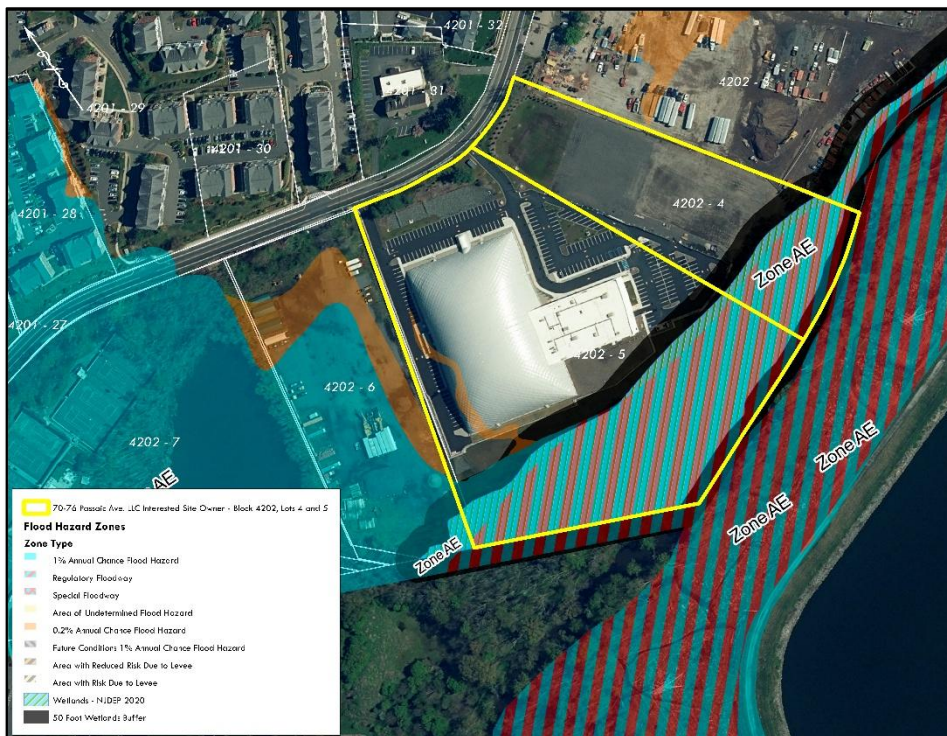 4201 - 32
4202 -
4201 - 31
4201 - 29
4201 - 30
4202 - 4
4201 - 28
Zone AE
4201 - 27
4202 - 5
4202 - 6
4202 - 7
Zone AE
AE
Zone AE
Zone AE
70-76 Passaic Ave. LLC Interested Site Owner - Block 4202, Lots 4 and 5
Flood Hazard Zones
Zone Type
1% Annual Chance Flood Hazard
Regulatory Floodway
Special Floodway
Area of Undetermined Flood Hazard
0.2% Annual Chance Flood Hazard
Future Conditions 1% Annual Chance Flood Hazard
Area with Reduced Risk Due to Levee
Area with Risk Due to Levee
Wetlands - NJDEP 2020
50 Foot Wetlands Buffer